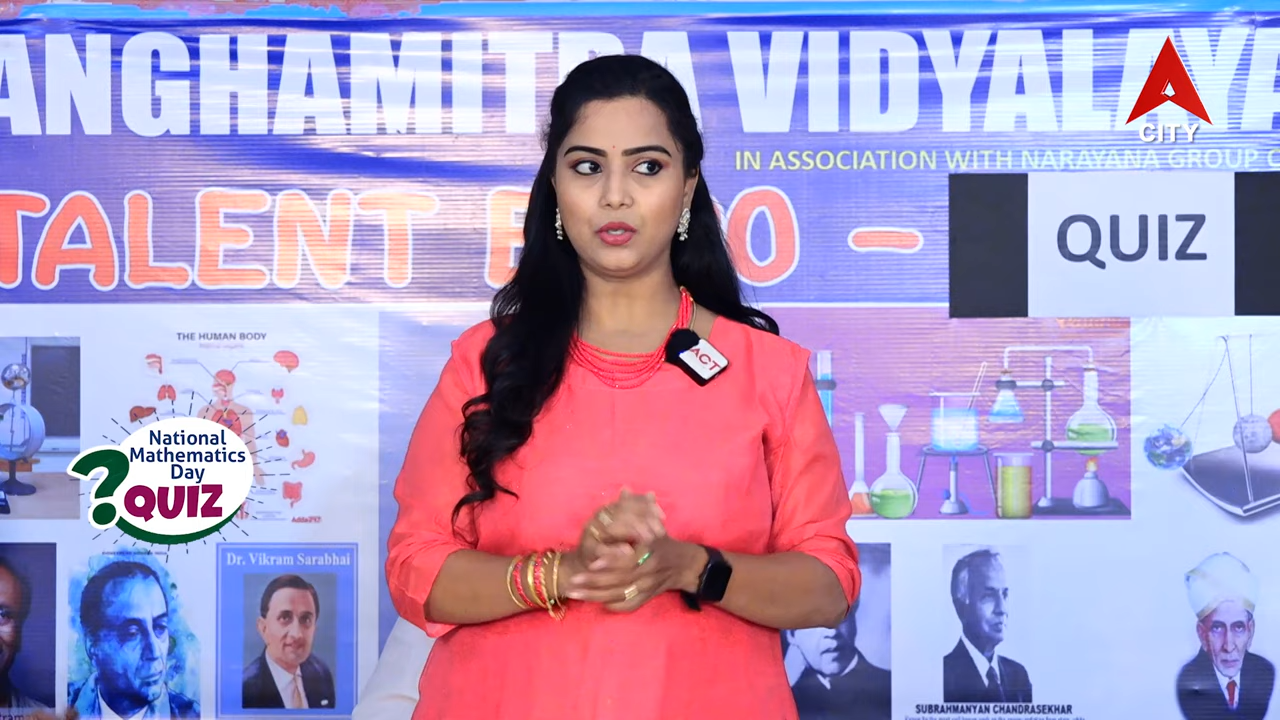 ANGHAMITRA VIDYALAYA
CITY
IN ASSOCIATION WITH NARAYANA GROUP
TALENT
QUIZ
THE HUMAN BODY
ACT
National
Mathematics
Day
?QUIZ
Adda247
Dr. Vikram Sarabhai
SUBRAHMANYAN CHANDRASEKHAR